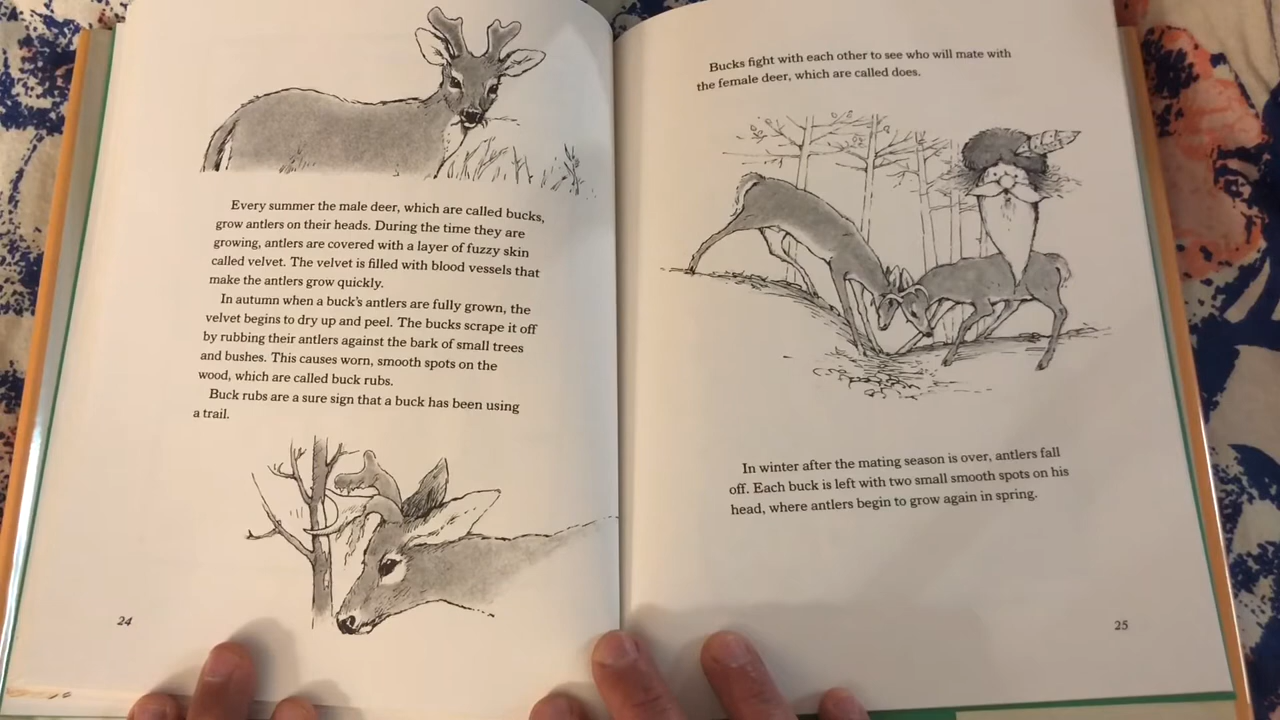 Every summer the male deer, which are called bucks,
grow antlers on their heads. During the time they are
growing, antlers are covered with a layer of fuzzy skin
called velvet. The velvet is filled with blood vessels that
make the antlers grow quickly.
In autumn when a buck's antlers are fully grown, the
velvet begins to dry up and peel. The bucks scrape it off
by rubbing their antlers against the bark of small trees
and bushes. This causes worn, smooth spots on the
wood, which are called buck rubs.
Buck rubs are a sure sign that a buck has been using
a trail.
24
Bucks fight with each other to see who will mate with
the female deer, which are called does.
In winter after the mating season is over, antlers fall
off. Each buck is left with two small smooth spots on his
head, where antlers begin to grow again in spring.
25